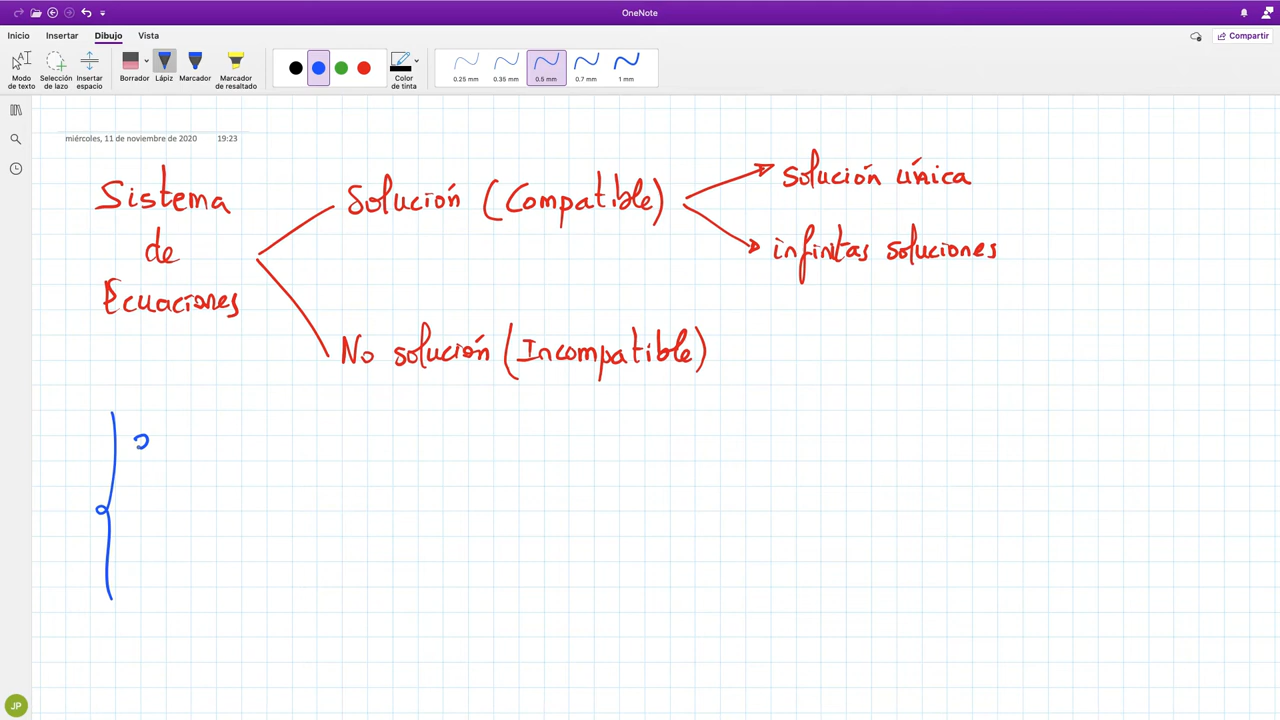 OneNote
Inicio Insertar Dibujo Vista Compartir
Modo de texto
Selección de lazo
Insertar espacio
Borrador
Lápiz
Marcador
Marcador de resaltado
Color de tinta
0.25 mm
0.35 mm
0.5 mm
0.7 mm
1 mm
miércoles, 11 de noviembre de 2020 19:23
Sistema
de
Ecuaciones
Solución (Compatible)
solución única
infinitas soluciones
No solución (Incompatible)
JP